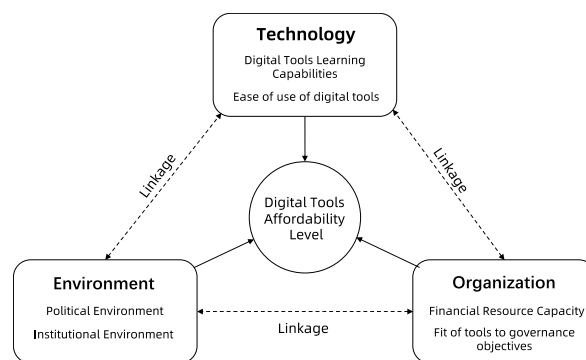 Technology
Digital Tools Learning
Capabilities
Ease of use of digital tools
Linkage
Linkage
Digital Tools
Affordability
Level
Environment
Political Environment
Institutional Environment
Linkage
Organization
Financial Resource Capacity
Fit of tools to governance
objectives